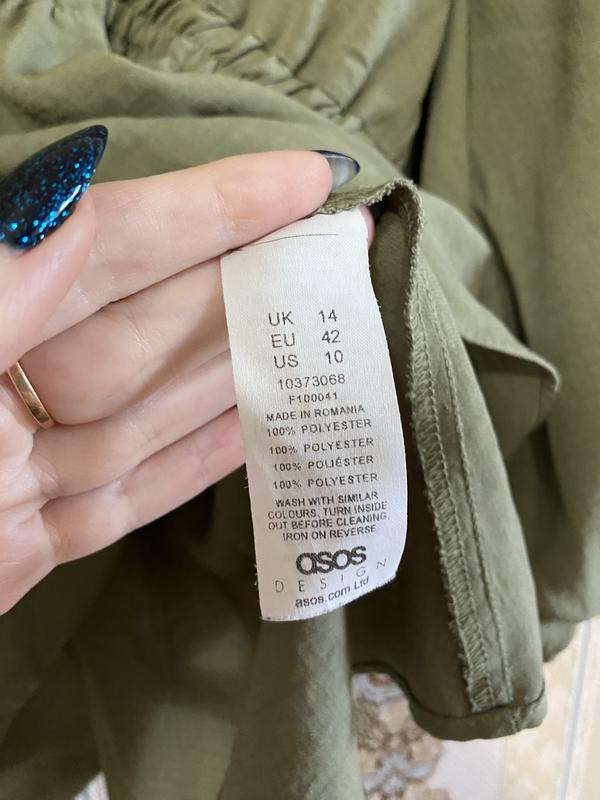 UK 14
EU 42
US 10
10373068
F100041
MADE IN ROMANIA
100% POLYESTER
100% POLYESTER
100% POLIÉSTER
100% POLYESTER
WASH WITH SIMILAR
COLOURS, TURN INSIDE
OUT BEFORE CLEANING,
IRON ON REVERSE
asos
DESIGN
asos.com Ltd